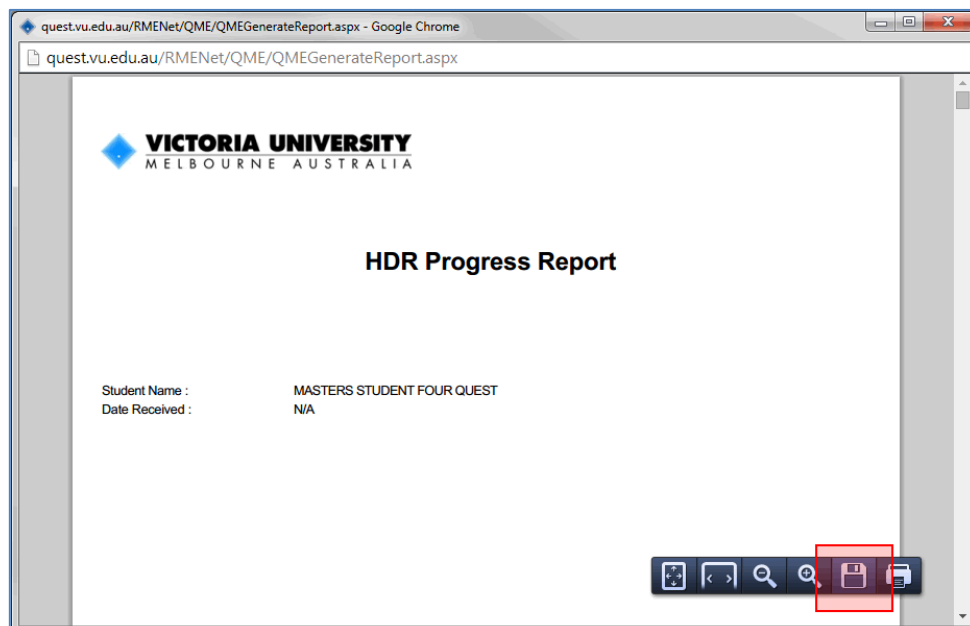 quest.vu.edu.au/RMENet/QME/QMEGenerateReport.aspx - Google Chrome
quest.vu.edu.au/RMENet/QME/QMEGenerateReport.aspx
VICTORIA UNIVERSITY
MELBOURNE AUSTRALIA
HDR Progress Report
Student Name : MASTERS STUDENT FOUR QUEST
Date Received : N/A